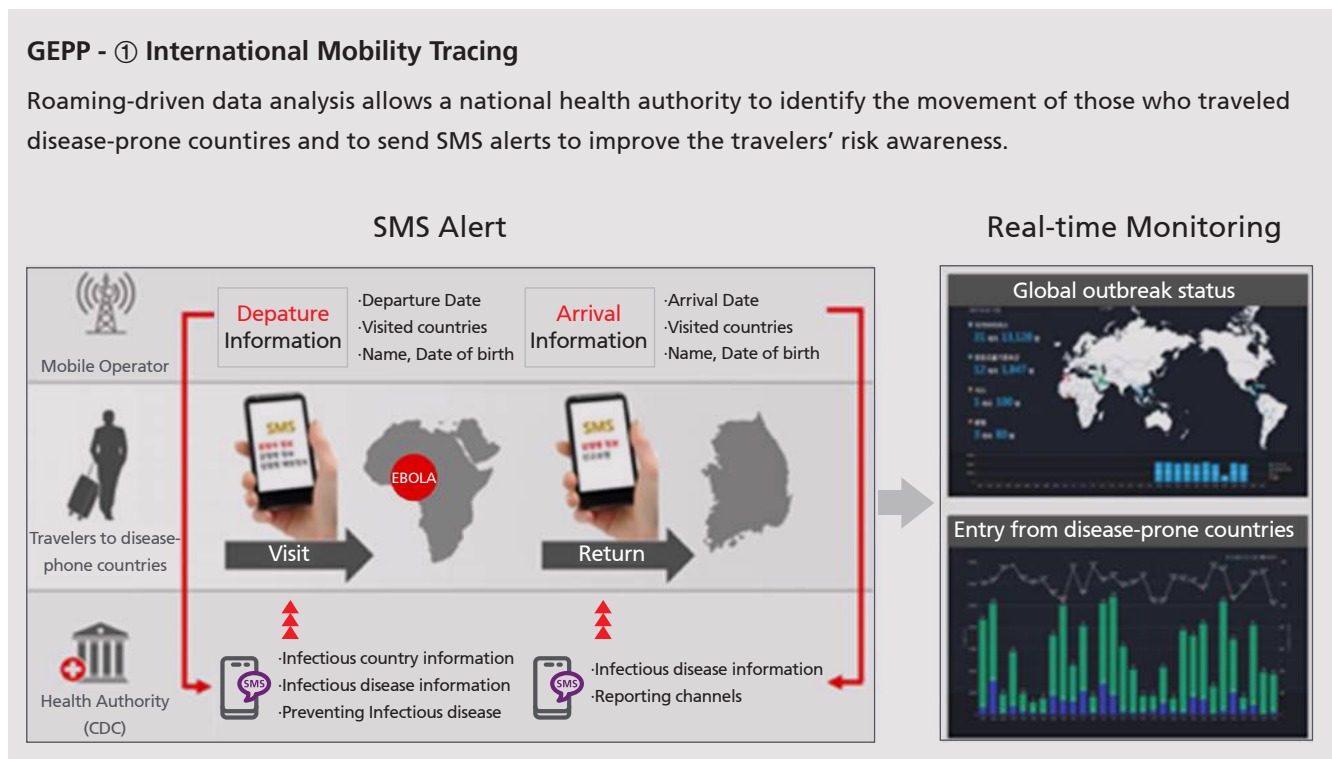 GEPP - ① International Mobility Tracing
Roaming-driven data analysis allows a national health authority to identify the movement of those who traveled
disease-prone countires and to send SMS alerts to improve the travelers’ risk awareness.
SMS Alert
Real-time Monitoring
Mobile Operator
Depature
Information
·Departure Date
·Visited countries
·Name, Date of birth
Arrival
Information
·Arrival Date
·Visited countries
·Name, Date of birth
Travelers to disease-
phone countries
SMS
EBOLA
Visit
SMS
Return
Health Authority
(CDC)
SMS
·Infectious country information
·Infectious disease information
·Preventing Infectious disease
SMS
·Infectious disease information
·Reporting channels
Global outbreak status
Entry from disease-prone countries